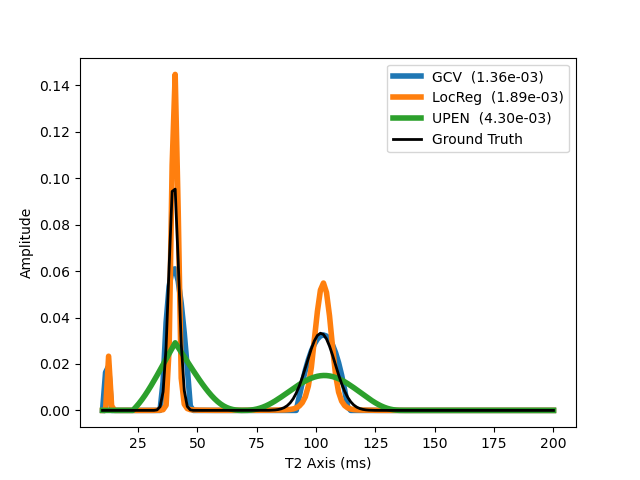 GCV (1.36e-03)
LocReg (1.89e-03)
UPEN (4.30e-03)
Ground Truth
Amplitude
0.14
0.12
0.10
0.08
0.06
0.04
0.02
0.00
25 50 75 100 125 150 175 200
T2 Axis (ms)